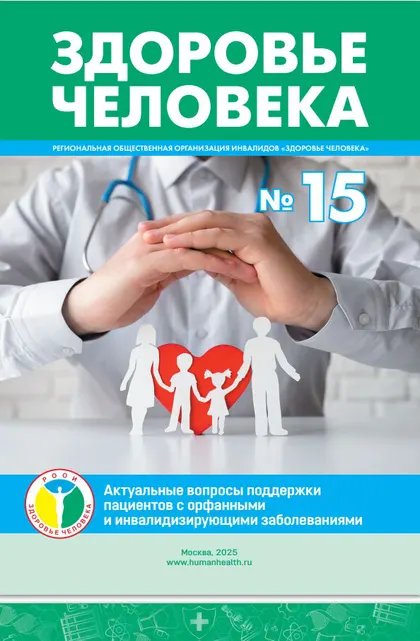 ЗДОРОВЬЕ
ЧЕЛОВЕКА
РЕГИОНАЛЬНАЯ ОБЩЕСТВЕННАЯ ОРГАНИЗАЦИЯ ИНВАЛИДОВ «ЗДОРОВЬЕ ЧЕЛОВЕКА»
№ 15
РООИ
ЗДОРОВЬЕ ЧЕЛОВЕКА
Актуальные вопросы поддержки
пациентов с орфанными
и инвалидизирующими заболеваниями
Москва, 2025
www.humanhealth.ru